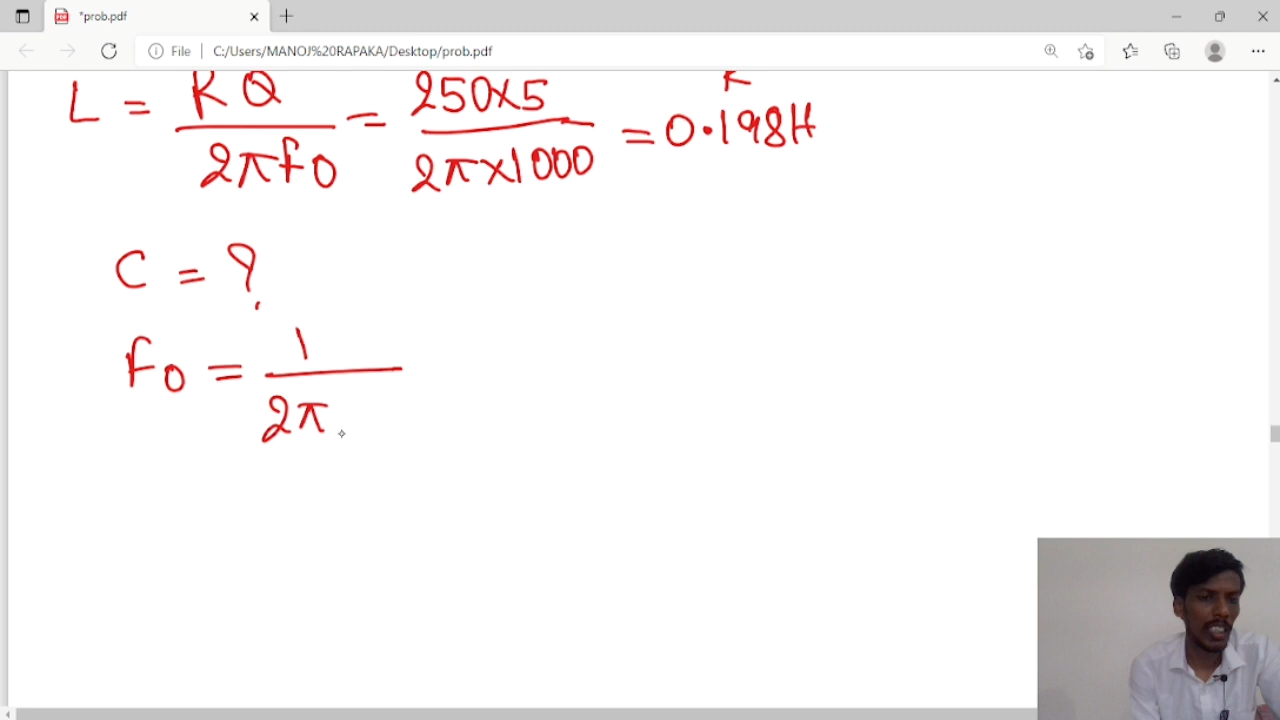 *prob.pdf
File | C:/Users/MANOJ%20RAPAKA/Desktop/prob.pdf
L = RQ / 2πf0 = 250×5 / 2π×1000 = 0.198H
C = ?
F0 = 1 / 2π